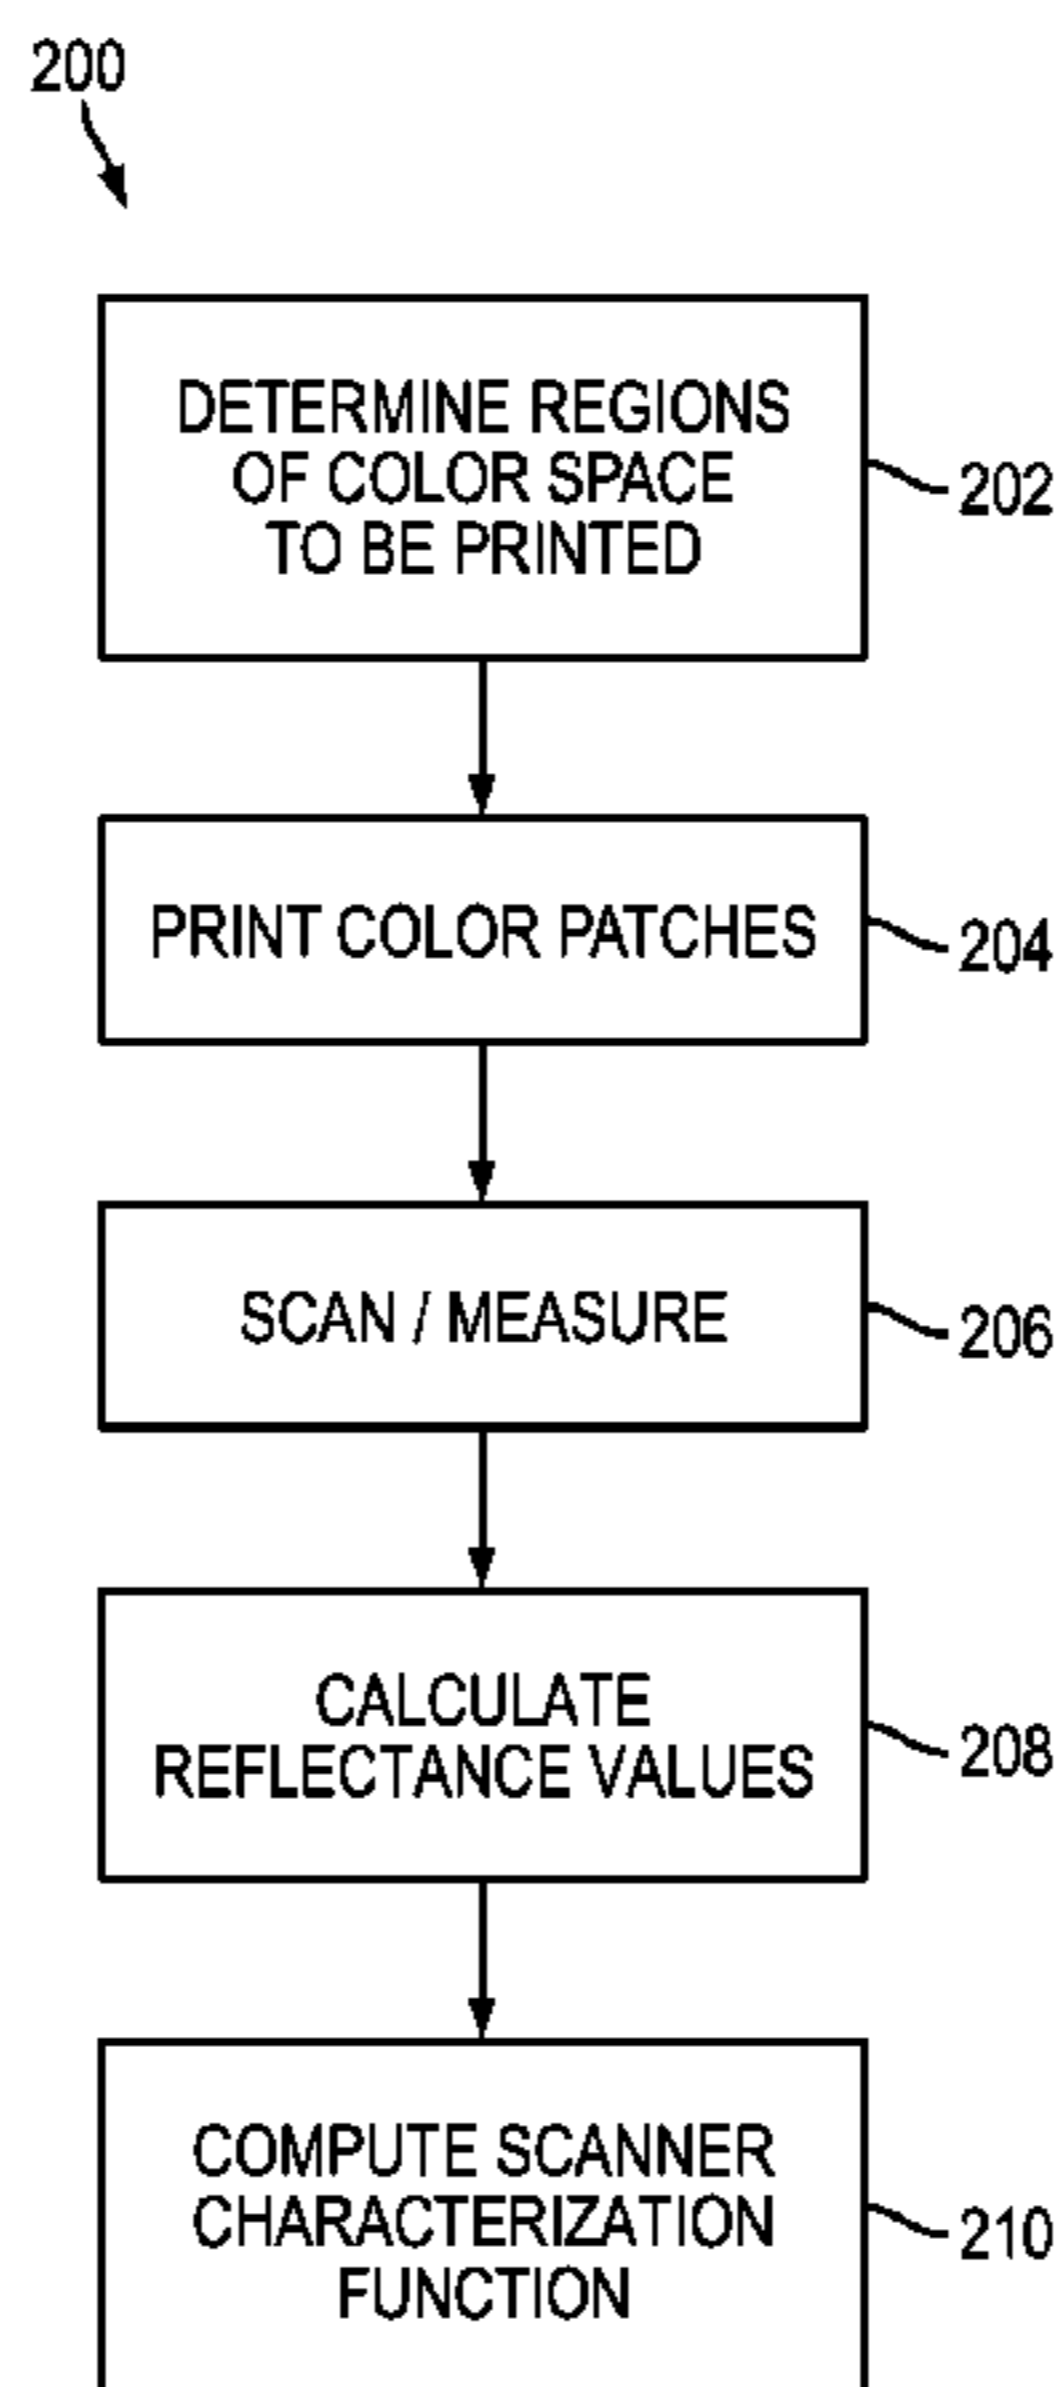 200
DETERMINE REGIONS
OF COLOR SPACE
TO BE PRINTED
202
PRINT COLOR PATCHES
204
SCAN / MEASURE
206
CALCULATE
REFLECTANCE VALUES
208
COMPUTE SCANNER
CHARACTERIZATION
FUNCTION
210